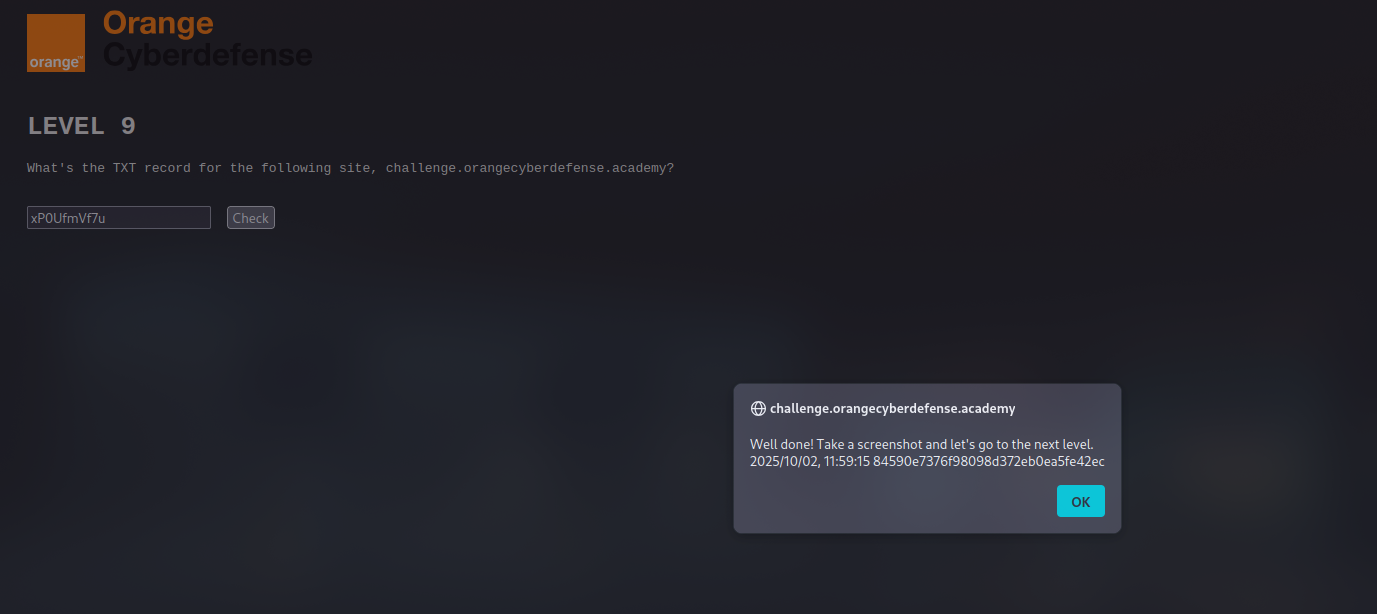 Orange
Cyberdefense
orange™
LEVEL 9
What's the TXT record for the following site, challenge.orangecyberdefense.academy?
xP0UfmVf7u
Check
challenge.orangecyberdefense.academy
Well done! Take a screenshot and let's go to the next level.
2025/10/02, 11:59:15 84590e7376f98098d372eb0ea5fe42ec
OK